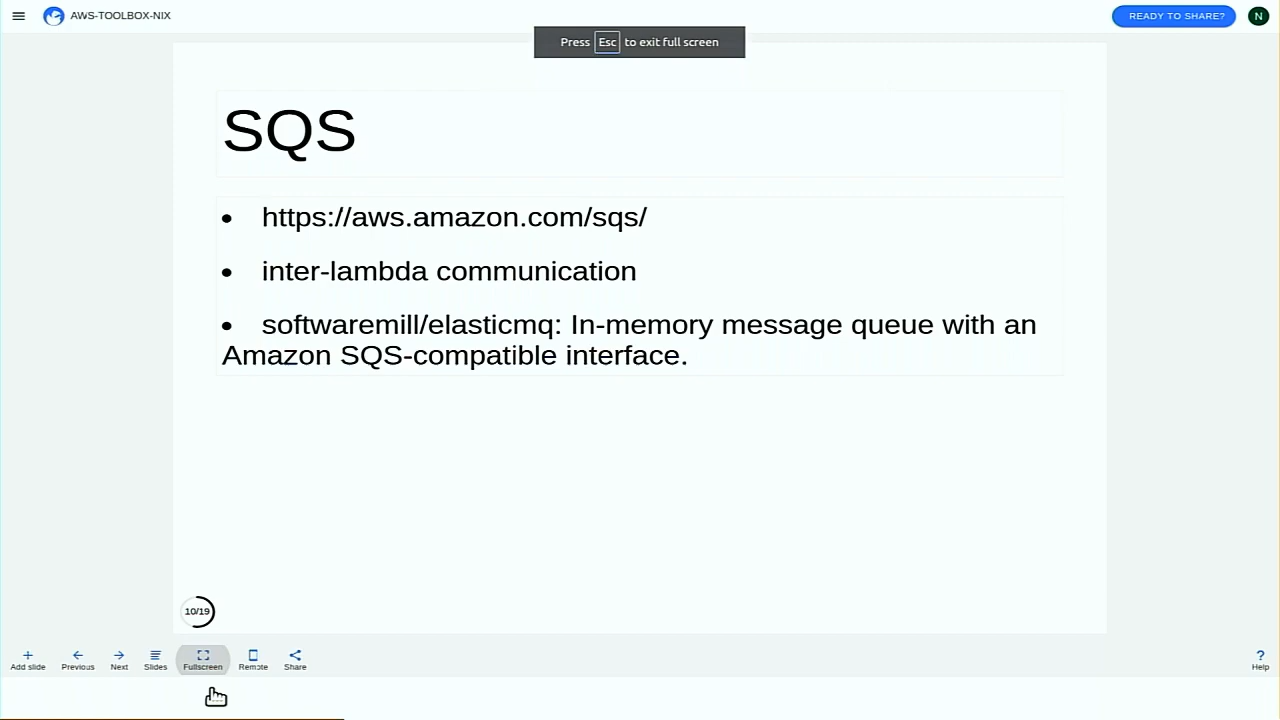 AWS-TOOLBOX-NIX
READY TO SHARE?
N
Press Esc to exit full screen
SQS
• https://aws.amazon.com/sqs/
• inter-lambda communication
• softwaremill/elasticmq: In-memory message queue with an
Amazon SQS-compatible interface.
10/19
Add slide
Previous
Next
Slides
Fullscreen
Remote
Share
?
Help